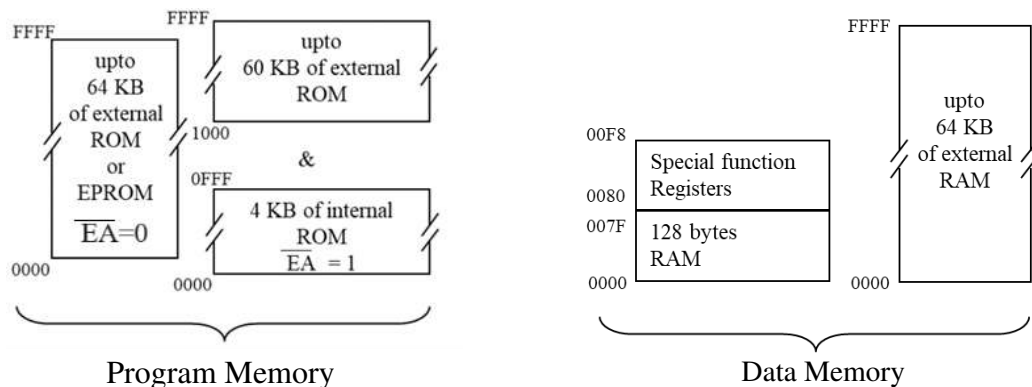 FFFF
upto
64 KB
of external
ROM
or
EPROM
E̅A̅=0
0000
FFFF
upto
60 KB of external
ROM
1000
&
0FFF
4 KB of internal
ROM
E̅A̅ = 1
0000
Program Memory
00F8
Special function
Registers
0080
007F
128 bytes
RAM
0000
FFFF
upto
64 KB
of external
RAM
0000
Data Memory